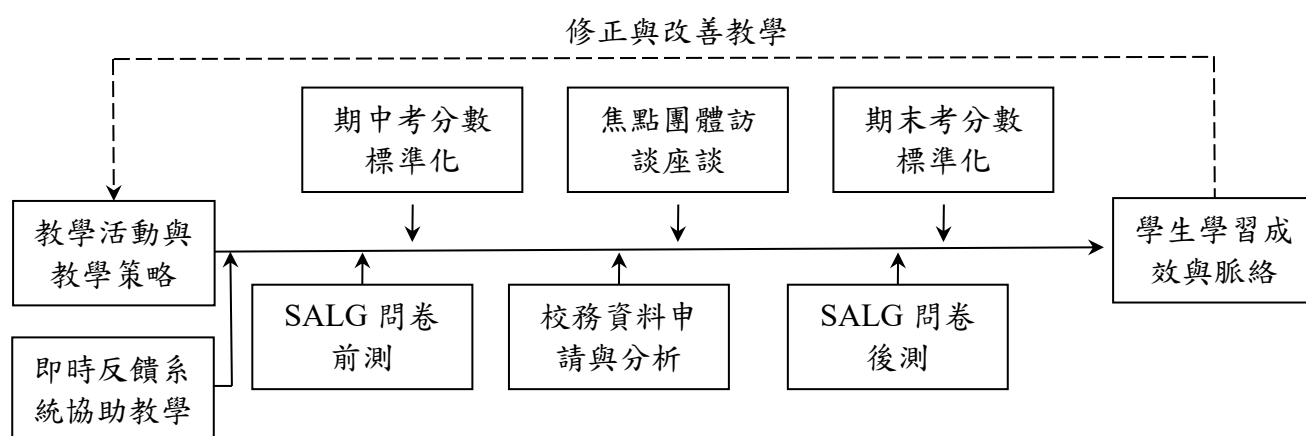 修正與改善教學
期中考分數
標準化
焦點團體訪
談座談
期末考分數
標準化
教學活動與
教學策略
學生學習成
效與脈絡
SALG 問卷
前測
校務資料申
請與分析
SALG 問卷
後測
即時反饋系
統協助教學